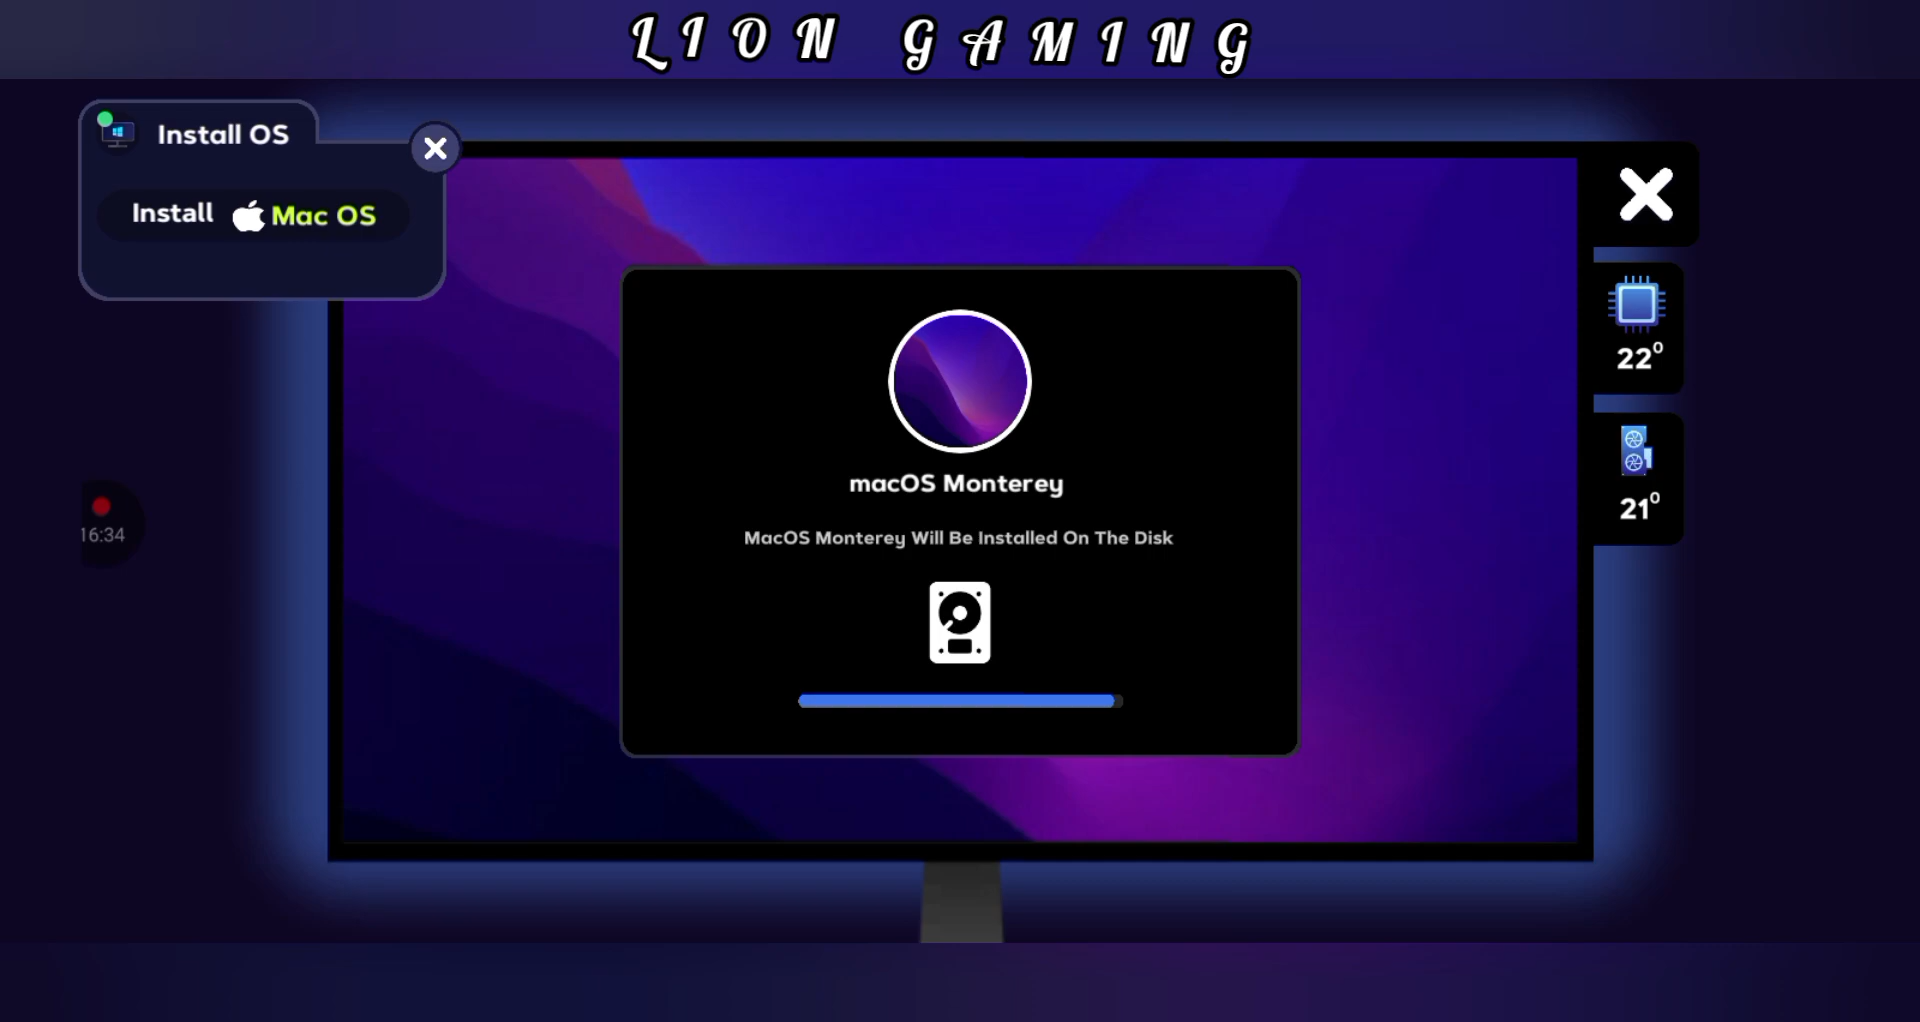 LION GAMING
Install OS
Install Mac OS
22°
macOS Monterey
21°
16:34
MacOS Monterey Will Be Installed On The Disk